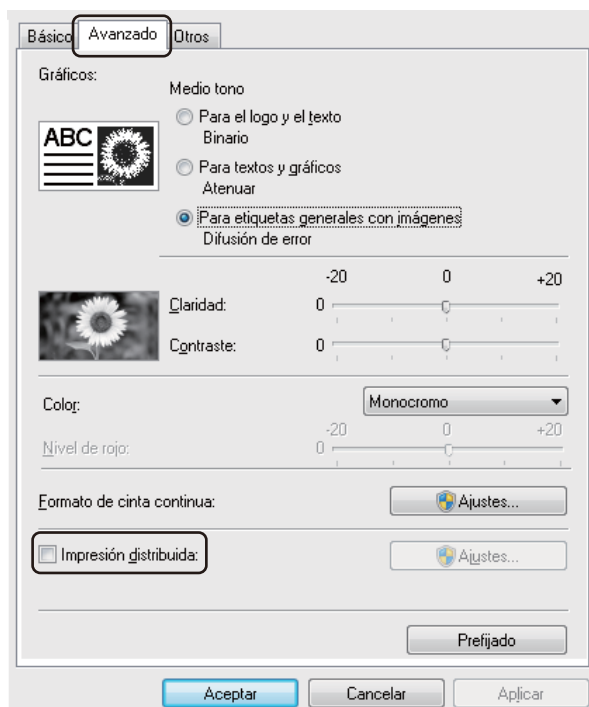 Básico Avanzado Otros
Gráficos:
Medio tono
Para el logo y el texto
Binario
ABC
Para textos y gráficos
Atenuar
Para etiquetas generales con imágenes
Difusión de error
-20 0 +20
Claridad: 0
Contraste: 0
Color: Monocromo
-20 0 +20
Nivel de rojo: 0
Formato de cinta continua: Ajustes...
Impresión distribuida: Ajustes...
Prefijado
Aceptar Cancelar Aplicar